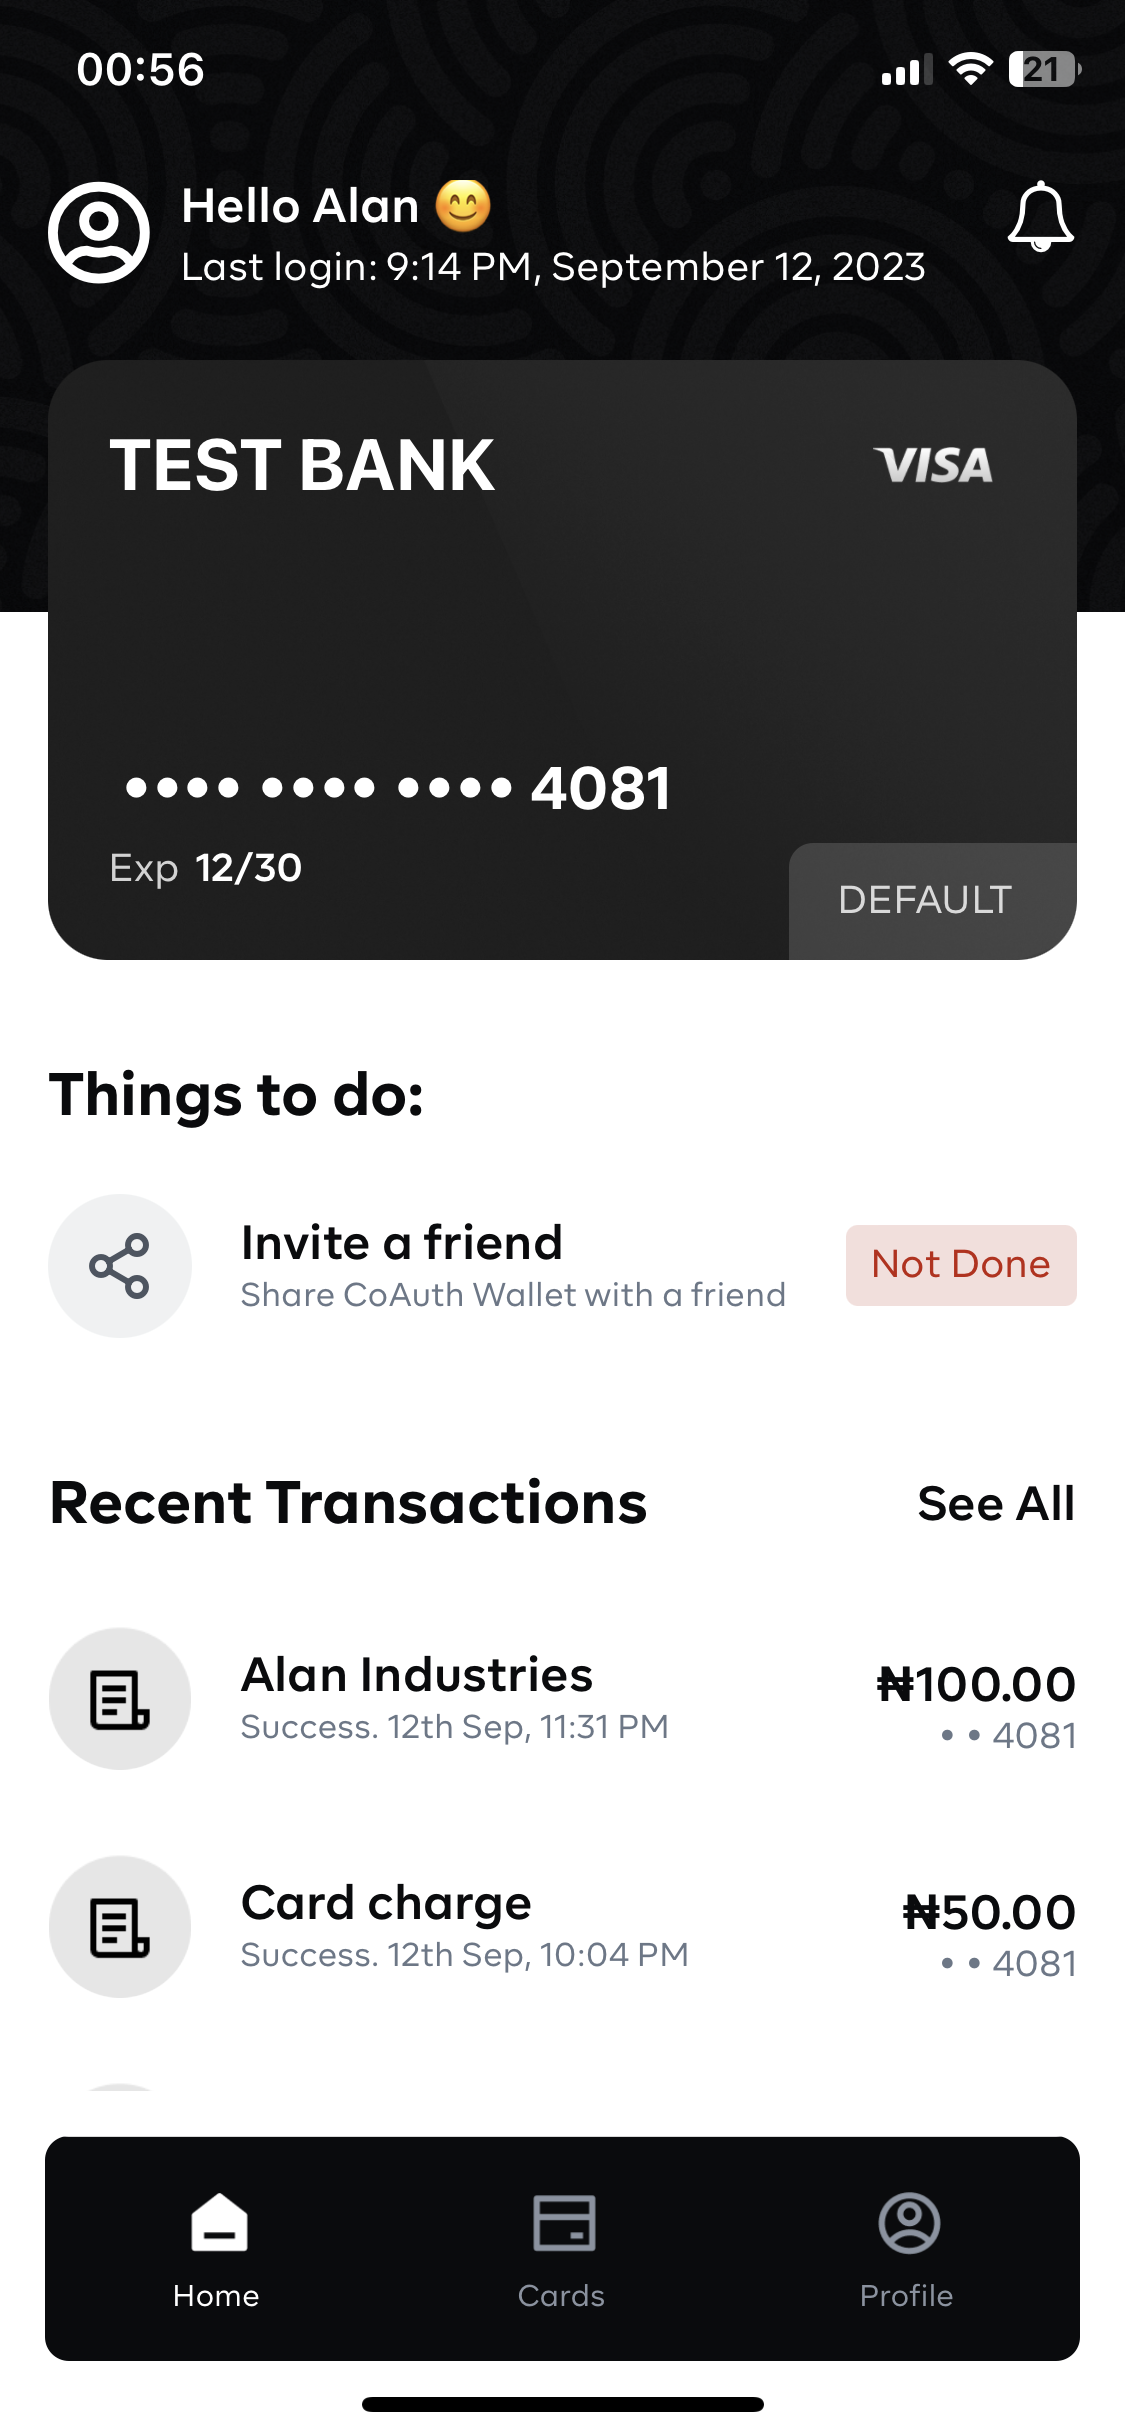 00:56
21
Hello Alan 😊
Last login: 9:14 PM, September 12, 2023
TEST BANK
VISA
•••• •••• •••• 4081
Exp 12/30
DEFAULT
Things to do:
Invite a friend
Share CoAuth Wallet with a friend
Not Done
Recent Transactions
See All
Alan Industries
Success. 12th Sep, 11:31 PM
₦100.00
• • 4081
Card charge
Success. 12th Sep, 10:04 PM
₦50.00
• • 4081
Home
Cards
Profile